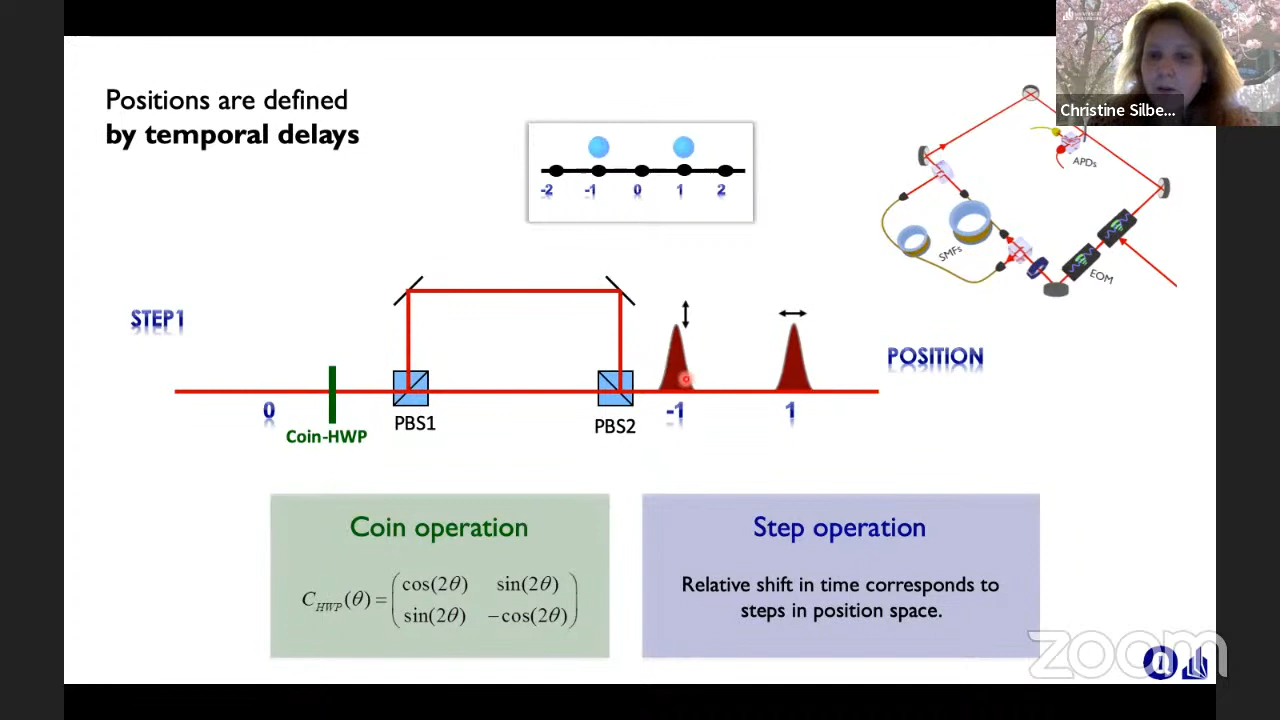 Positions are defined
by temporal delays
-2 -1 0 1 2
Christine Silbe...
APDs
SMFs
EOM
STEP1
POSITION
0
-1
1
Coin-HWP
PBS1
PBS2
Coin operation
C_HWP(θ) = ( cos(2θ) sin(2θ)
sin(2θ) −cos(2θ) )
Step operation
Relative shift in time corresponds to
steps in position space.
zoom